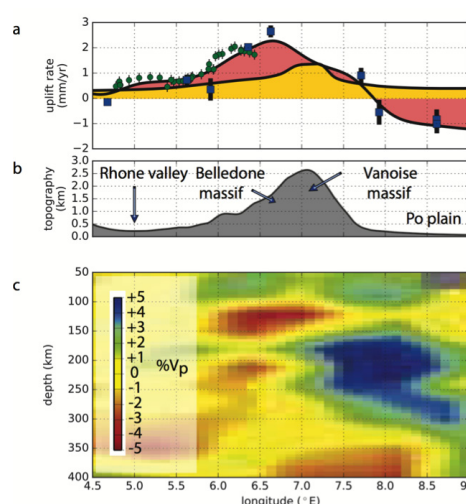 a
uplift rate
(mm/yr)
3
2
1
0
−1
−2
b
topography
(km)
3.0
2.5
2.0
1.5
1.0
0.5
0.0
Rhone valley
Belledone
massif
Vanoise
massif
Po plain
c
depth (km)
50
100
150
200
250
300
350
400
+5
+4
+3
+2
+1
0
-1
-2
-3
-4
-5
%Vp
4.5 5.0 5.5 6.0 6.5 7.0 7.5 8.0 8.5 9
longitude (°E)